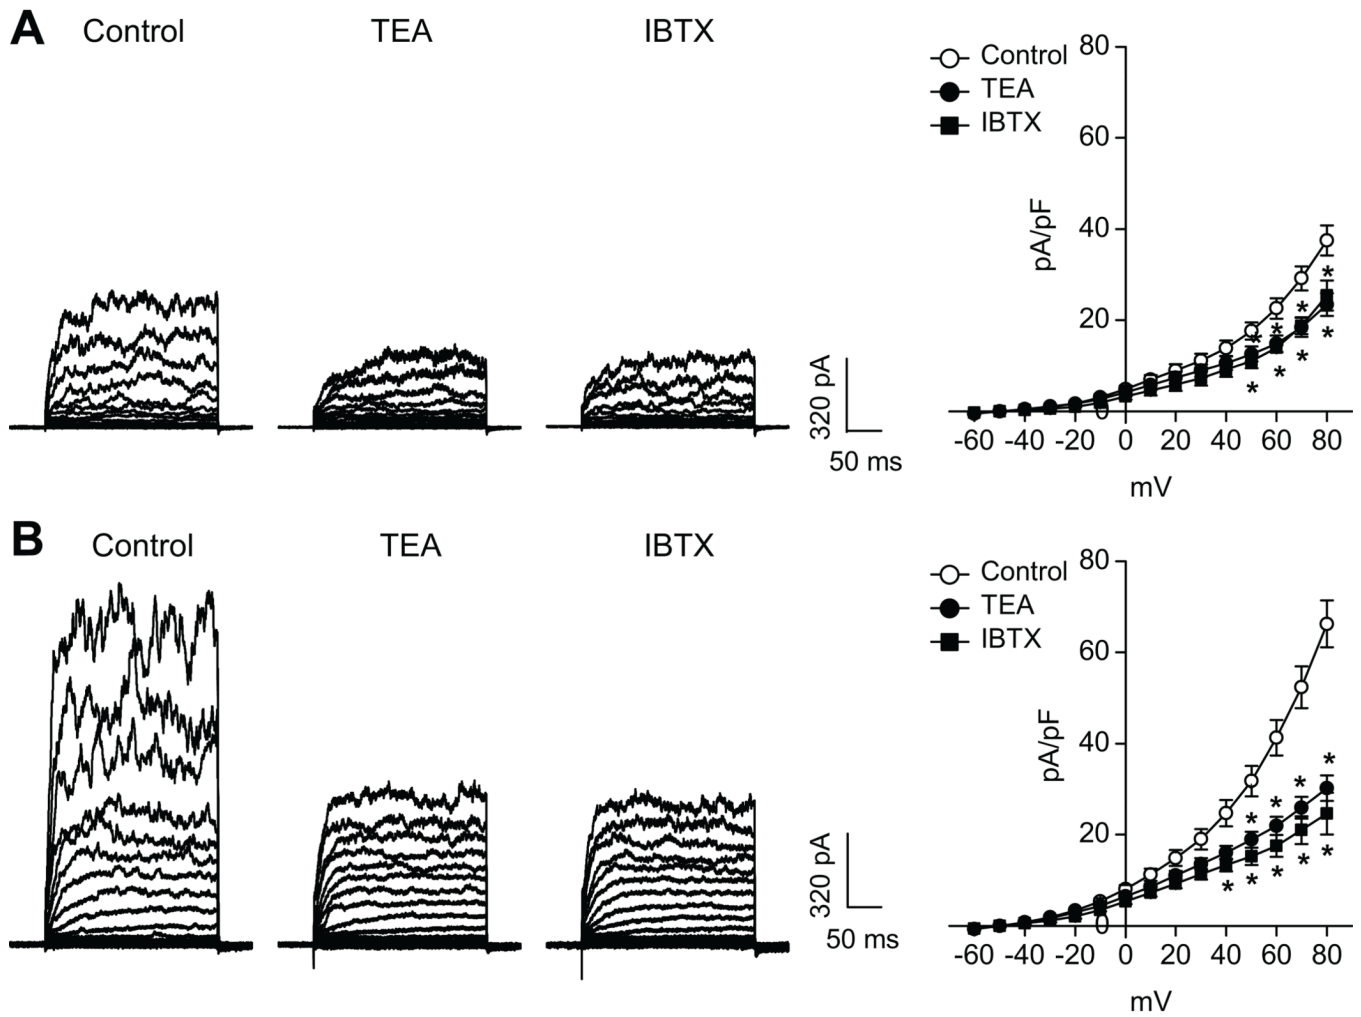 A
Control TEA IBTX
Control
TEA
IBTX
80
60
40
20
0
pA/pF
-60 -40 -20 0 20 40 60 80
mV
320 pA
50 ms
* * * *
* * * *
B
Control TEA IBTX
Control
TEA
IBTX
80
60
40
20
0
pA/pF
-60 -40 -20 0 20 40 60 80
mV
320 pA
50 ms
* * * *
* * * * *